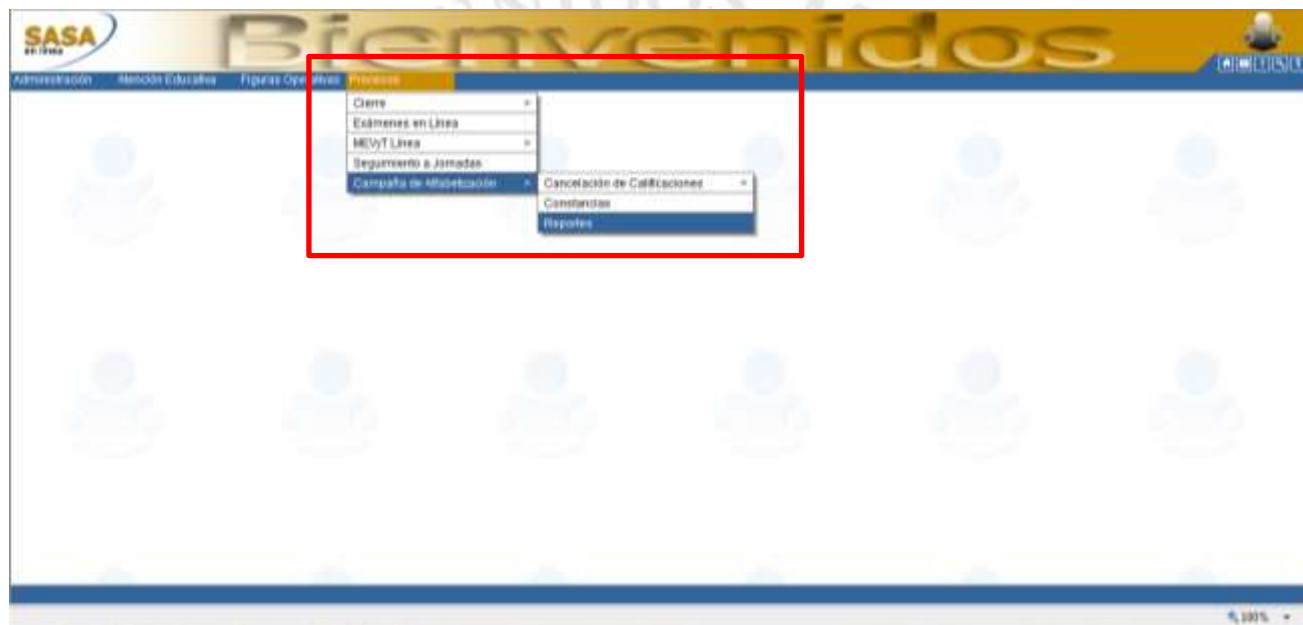 SASA
en línea
Bienvenidos
Administración Atención Educativa Figuras Operativas Procesos
Cierre
Exámenes en Línea
MEVyT Línea
Seguimiento a Jornadas
Campaña de Alfabetización
Cancelación de Calificaciones
Constancias
Reportes
100%